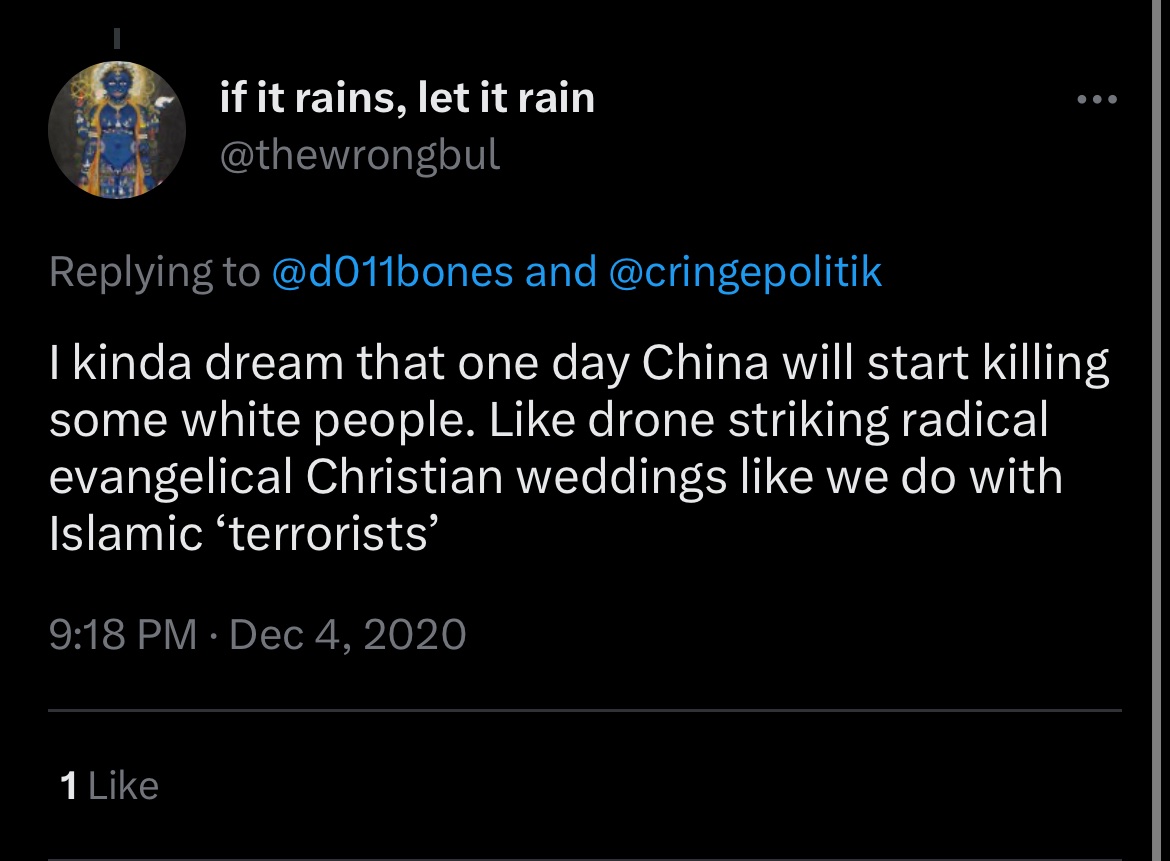 if it rains, let it rain
@thewrongbul
Replying to @d011bones and @cringepolitik
I kinda dream that one day China will start killing
some white people. Like drone striking radical
evangelical Christian weddings like we do with
Islamic ‘terrorists’
9:18 PM · Dec 4, 2020
1 Like